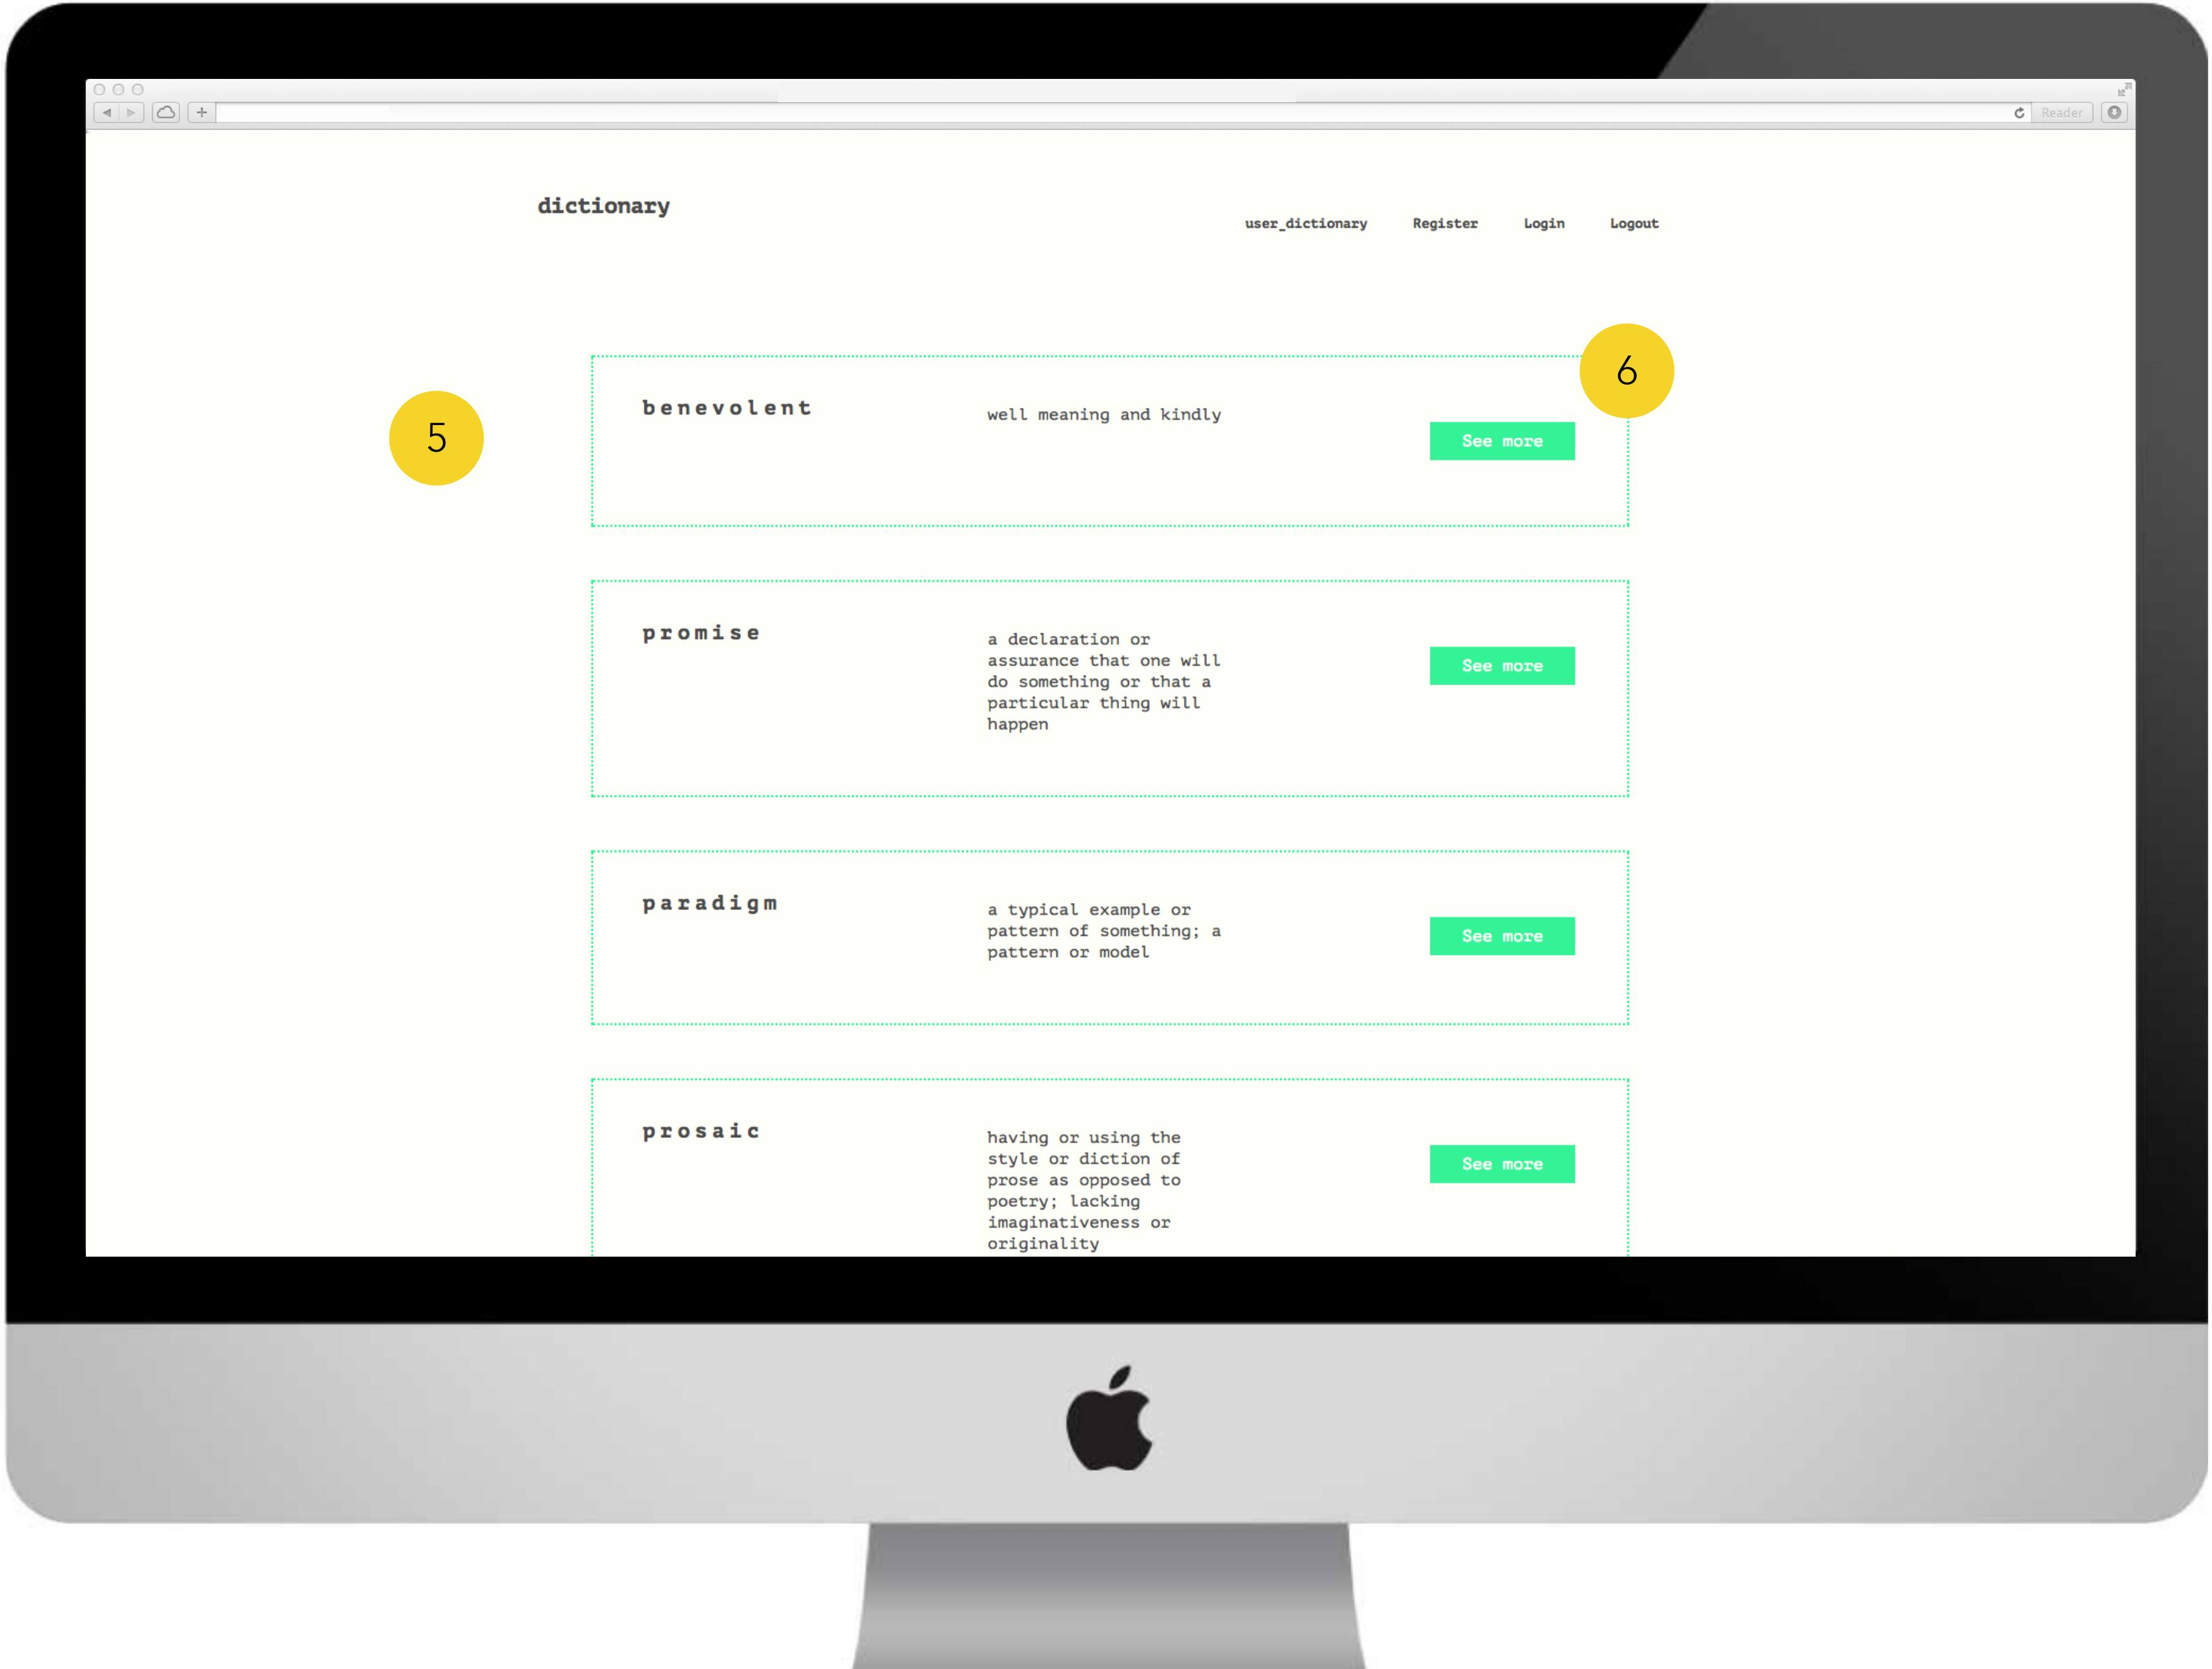 Reader
dictionary
user_dictionary Register Login Logout
6
5
benevolent
well meaning and kindly
See more
promise
a declaration or
assurance that one will
do something or that a
particular thing will
happen
See more
paradigm
a typical example or
pattern of something; a
pattern or model
See more
prosaic
having or using the
style or diction of
prose as opposed to
poetry; lacking
imaginativeness or
originality
See more